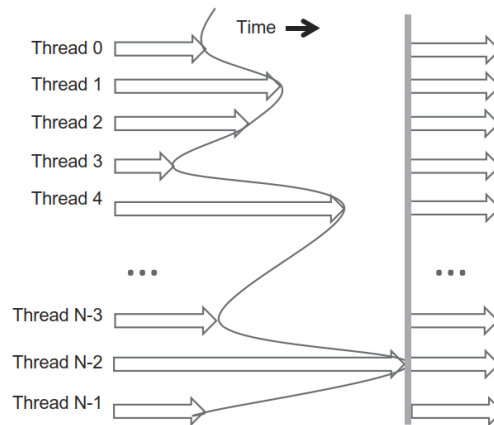 Time
Thread 0
Thread 1
Thread 2
Thread 3
Thread 4
... ...
Thread N-3
Thread N-2
Thread N-1